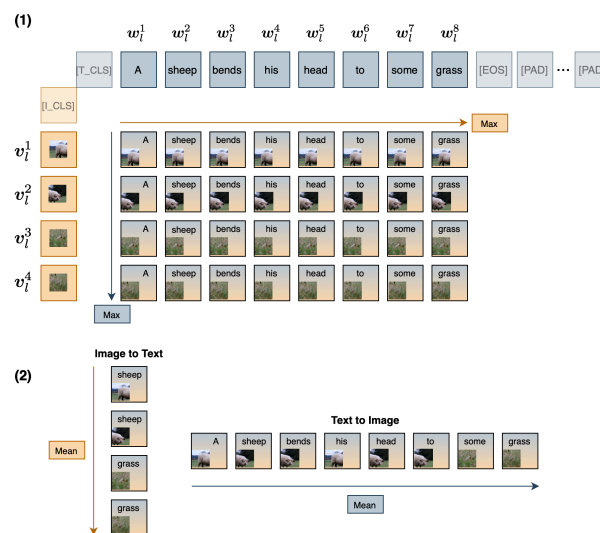 (1)
w_l^1 w_l^2 w_l^3 w_l^4 w_l^5 w_l^6 w_l^7 w_l^8
[T_CLS] A sheep bends his head to some grass [EOS] [PAD] ... [PAD
[I_CLS]
Max
v_l^1 A sheep bends his head to some grass
v_l^2 A sheep bends his head to some grass
v_l^3 A sheep bends his head to some grass
v_l^4 A sheep bends his head to some grass
Max
Image to Text
(2)
sheep
sheep
Text to Image
Mean
A sheep bends his head to some grass
grass
Mean
grass